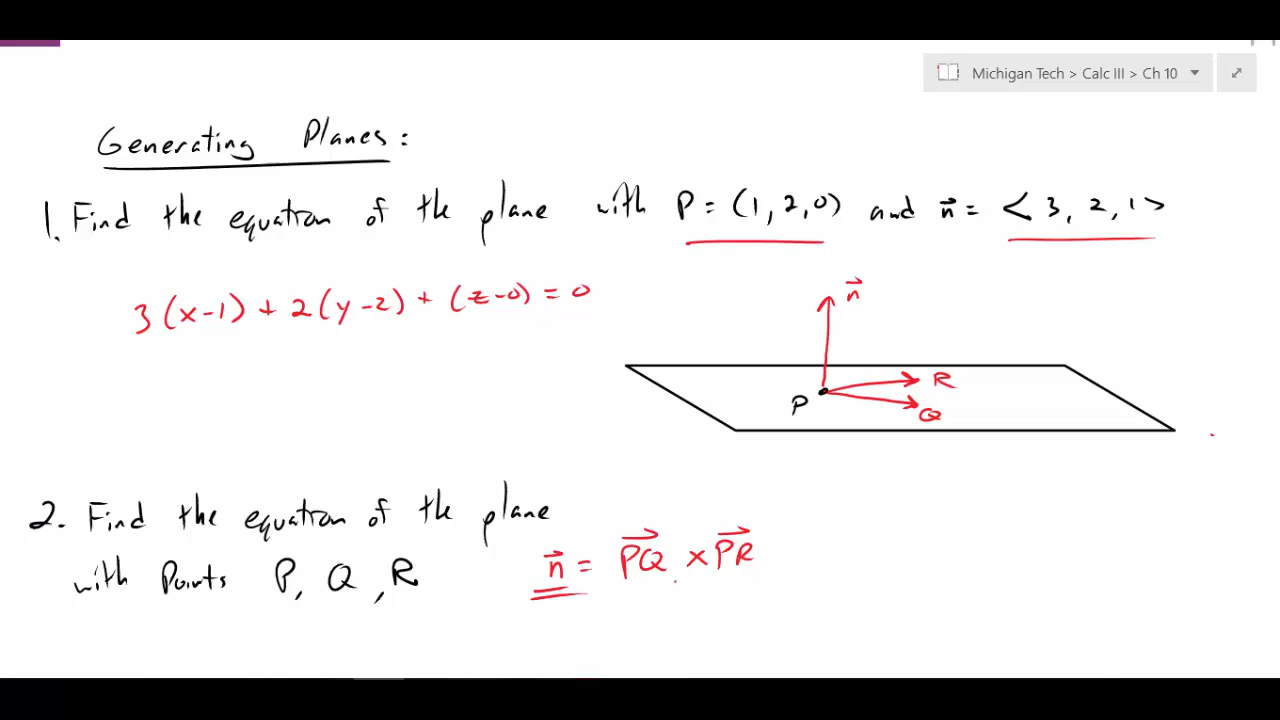 Michigan Tech > Calc III > Ch 10
Generating Planes:
1. Find the equation of the plane with P = (1, 2, 0) and n⃗ = < 3, 2, 1 >
3(x-1) + 2(y-2) + (z-0) = 0
n⃗
R
P
Q
2. Find the equation of the plane
with Points P, Q, R
n⃗ = PQ⃗ × PR⃗